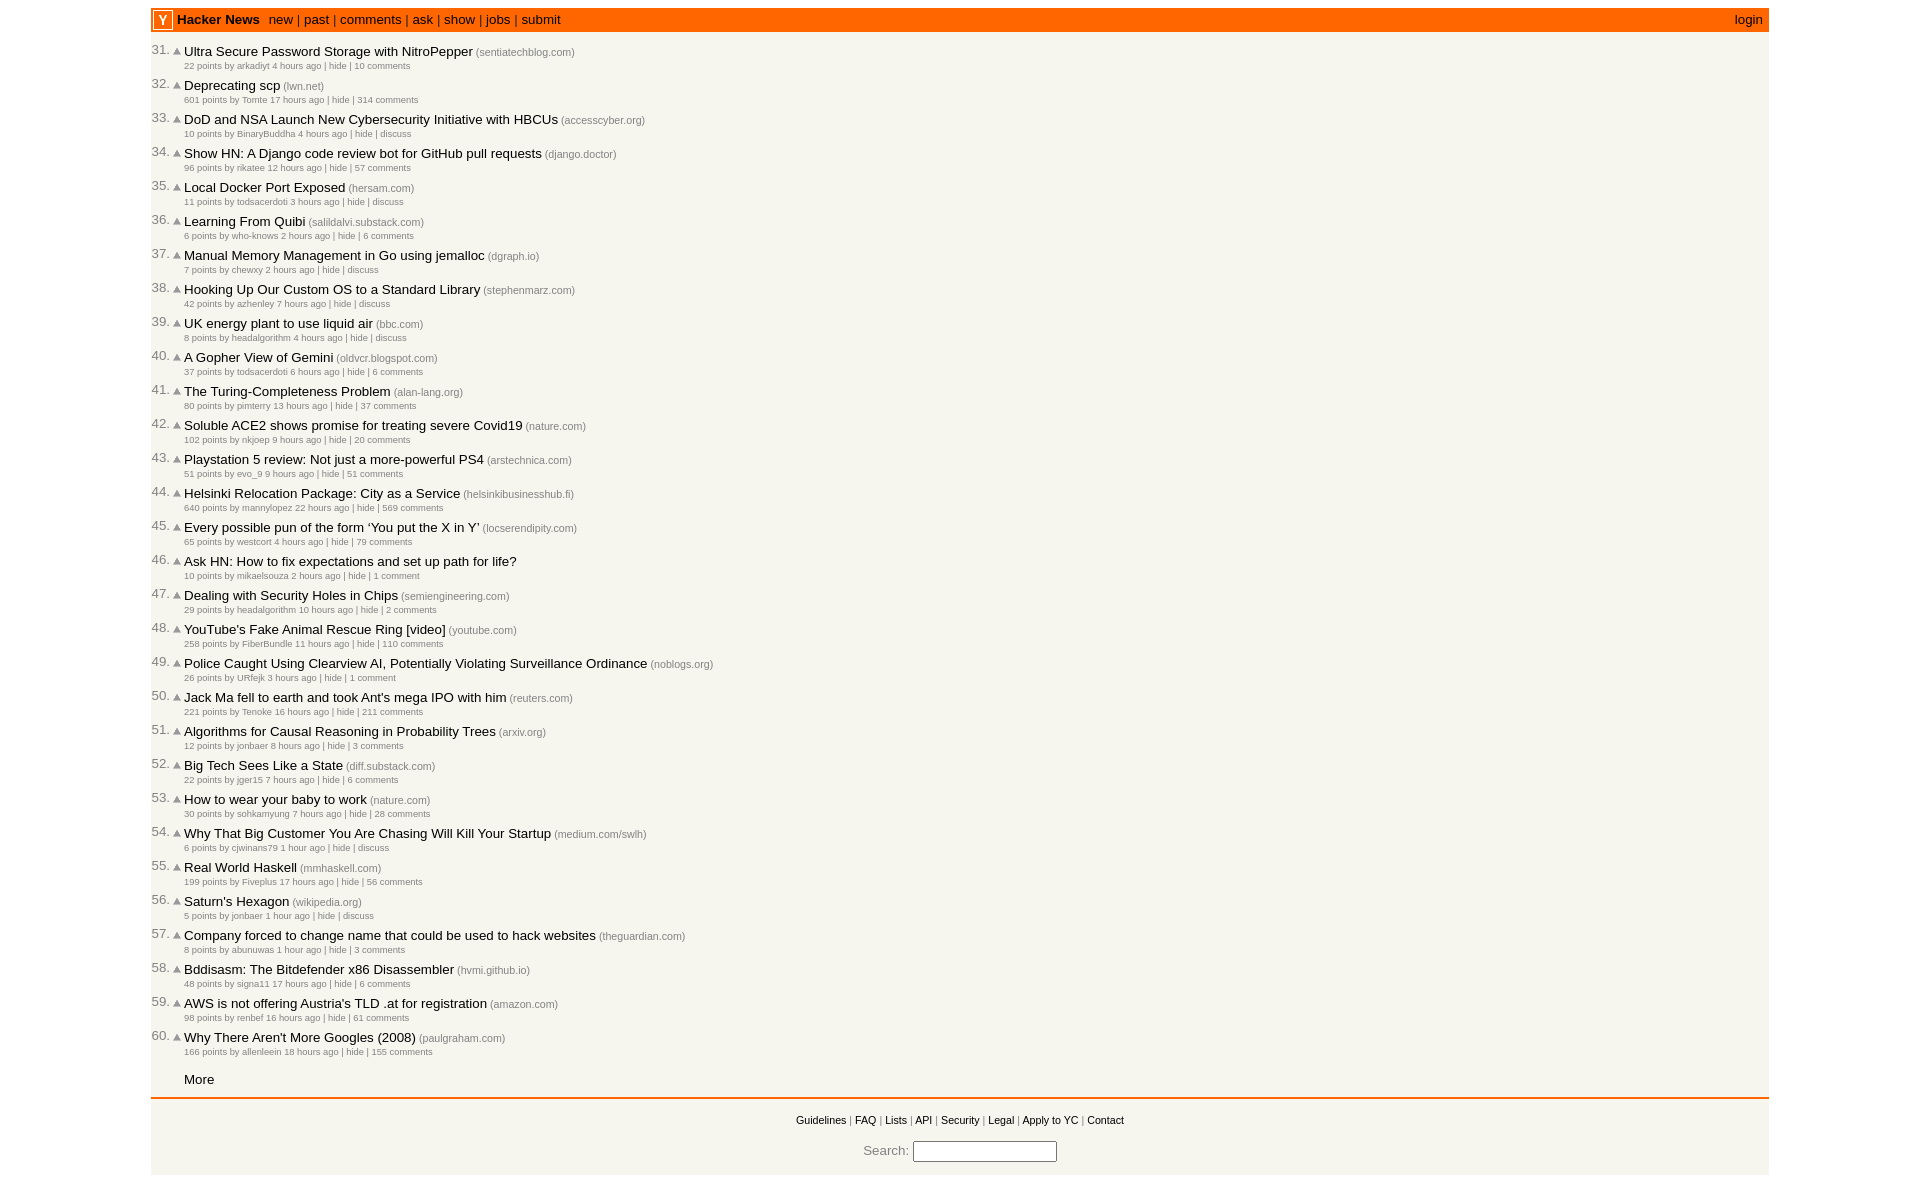 Y Hacker News new | past | comments | ask | show | jobs | submit login
31. Ultra Secure Password Storage with NitroPepper (sentiatechblog.com)
22 points by arkadiyt 4 hours ago | hide | 10 comments
32. Deprecating scp (lwn.net)
601 points by Tomte 17 hours ago | hide | 314 comments
33. DoD and NSA Launch New Cybersecurity Initiative with HBCUs (accesscyber.org)
10 points by BinaryBuddha 4 hours ago | hide | discuss
34. Show HN: A Django code review bot for GitHub pull requests (django.doctor)
96 points by rikatee 12 hours ago | hide | 57 comments
35. Local Docker Port Exposed (hersam.com)
11 points by todsacerdoti 3 hours ago | hide | discuss
36. Learning From Quibi (salildalvi.substack.com)
6 points by who-knows 2 hours ago | hide | 6 comments
37. Manual Memory Management in Go using jemalloc (dgraph.io)
7 points by chewxy 2 hours ago | hide | discuss
38. Hooking Up Our Custom OS to a Standard Library (stephenmarz.com)
42 points by azhenley 7 hours ago | hide | discuss
39. UK energy plant to use liquid air (bbc.com)
8 points by headalgorithm 4 hours ago | hide | discuss
40. A Gopher View of Gemini (oldvcr.blogspot.com)
37 points by todsacerdoti 6 hours ago | hide | 6 comments
41. The Turing-Completeness Problem (alan-lang.org)
80 points by pimterry 13 hours ago | hide | 37 comments
42. Soluble ACE2 shows promise for treating severe Covid19 (nature.com)
102 points by nkjoep 9 hours ago | hide | 20 comments
43. Playstation 5 review: Not just a more-powerful PS4 (arstechnica.com)
51 points by evo_9 9 hours ago | hide | 51 comments
44. Helsinki Relocation Package: City as a Service (helsinkibusinesshub.fi)
640 points by mannylopez 22 hours ago | hide | 569 comments
45. Every possible pun of the form ‘You put the X in Y’ (locserendipity.com)
65 points by westcort 4 hours ago | hide | 79 comments
46. Ask HN: How to fix expectations and set up path for life?
10 points by mikaelsouza 2 hours ago | hide | 1 comment
47. Dealing with Security Holes in Chips (semiengineering.com)
29 points by headalgorithm 10 hours ago | hide | 2 comments
48. YouTube's Fake Animal Rescue Ring [video] (youtube.com)
258 points by FiberBundle 11 hours ago | hide | 110 comments
49. Police Caught Using Clearview AI, Potentially Violating Surveillance Ordinance (noblogs.org)
26 points by URfejk 3 hours ago | hide | 1 comment
50. Jack Ma fell to earth and took Ant's mega IPO with him (reuters.com)
221 points by Tenoke 16 hours ago | hide | 211 comments
51. Algorithms for Causal Reasoning in Probability Trees (arxiv.org)
12 points by jonbaer 8 hours ago | hide | 3 comments
52. Big Tech Sees Like a State (diff.substack.com)
22 points by jger15 7 hours ago | hide | 6 comments
53. How to wear your baby to work (nature.com)
30 points by sohkamyung 7 hours ago | hide | 28 comments
54. Why That Big Customer You Are Chasing Will Kill Your Startup (medium.com/swlh)
6 points by cjwinans79 1 hour ago | hide | discuss
55. Real World Haskell (mmhaskell.com)
199 points by Fiveplus 17 hours ago | hide | 56 comments
56. Saturn's Hexagon (wikipedia.org)
5 points by jonbaer 1 hour ago | hide | discuss
57. Company forced to change name that could be used to hack websites (theguardian.com)
8 points by abunuwas 1 hour ago | hide | 3 comments
58. Bddisasm: The Bitdefender x86 Disassembler (hvmi.github.io)
48 points by signa11 17 hours ago | hide | 6 comments
59. AWS is not offering Austria's TLD .at for registration (amazon.com)
98 points by renbef 16 hours ago | hide | 61 comments
60. Why There Aren't More Googles (2008) (paulgraham.com)
166 points by allenleein 18 hours ago | hide | 155 comments
More
Guidelines | FAQ | Lists | API | Security | Legal | Apply to YC | Contact
Search: